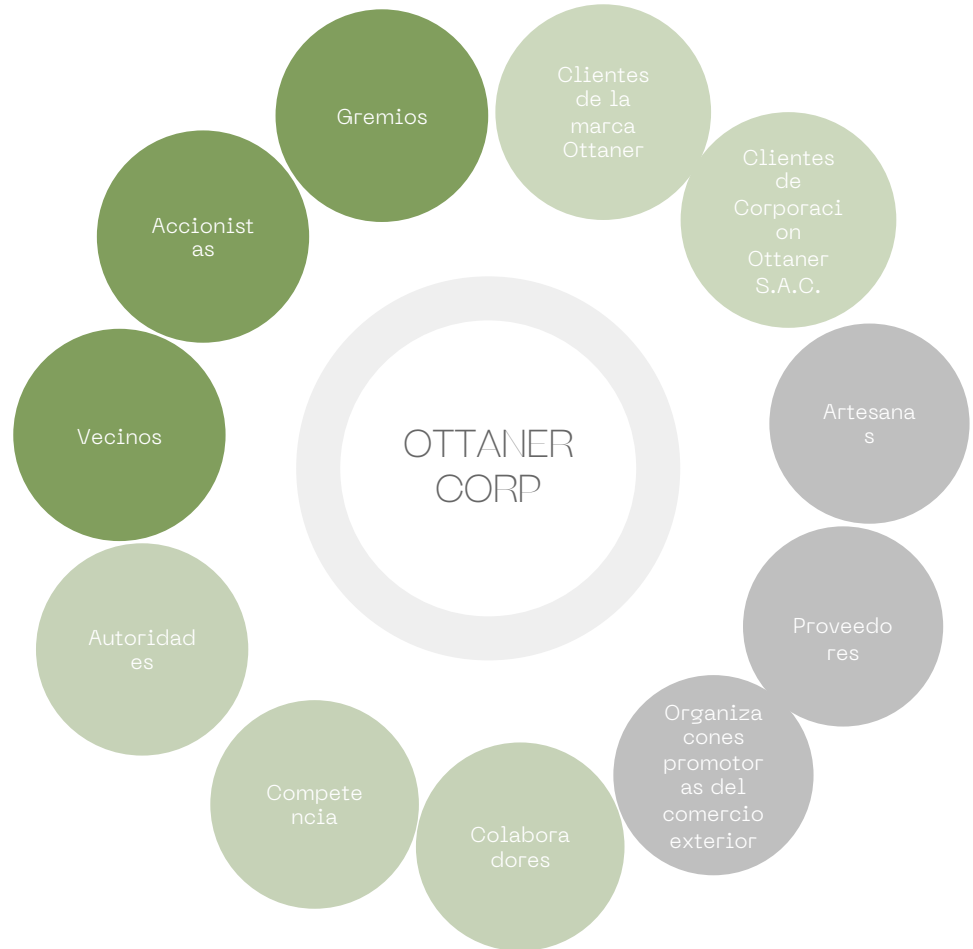 Gremios
Clientes
de la
marca
Ottaner
Clientes
de
Corporaci
on
Ottaner
S.A.C.
Artesana
s
Proveedo
res
Organiza
cones
promotor
as del
comercio
exterior
Colabora
dores
Compete
ncia
Autoridad
es
Vecinos
Accionist
as
OTTANER
CORP